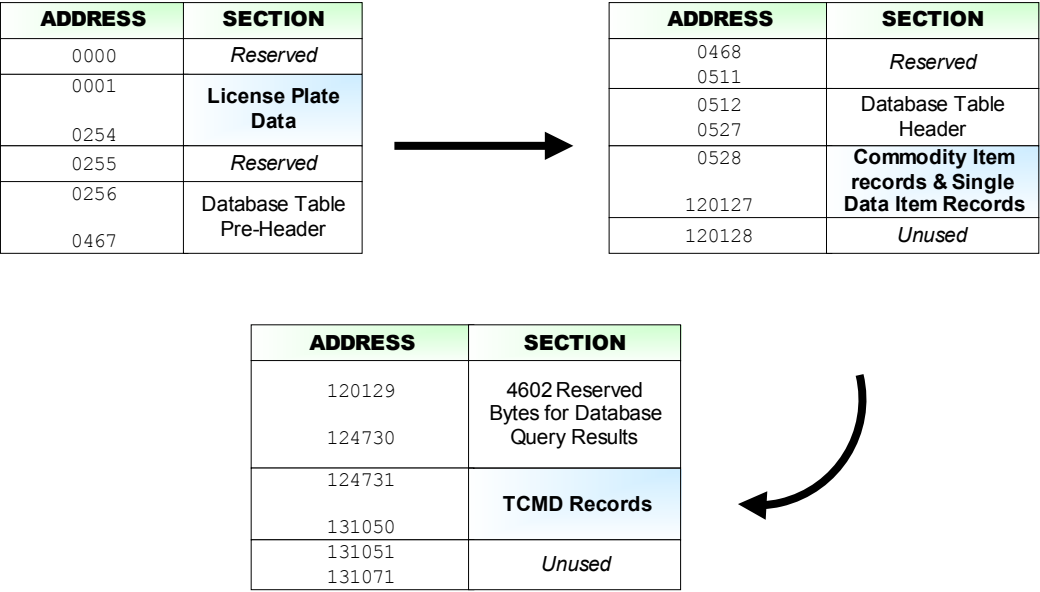 ADDRESS SECTION
0000 Reserved
0001
License Plate
Data
0254
0255 Reserved
0256
Database Table
Pre-Header
0467
ADDRESS SECTION
0468
Reserved
0511
0512 Database Table
0527 Header
0528 Commodity Item
records & Single
120127 Data Item Records
120128 Unused
ADDRESS SECTION
120129 4602 Reserved
Bytes for Database
124730 Query Results
124731
TCMD Records
131050
131051
Unused
131071